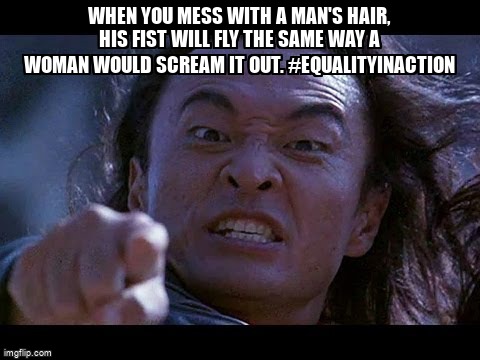 WHEN YOU MESS WITH A MAN'S HAIR,
HIS FIST WILL FLY THE SAME WAY A
WOMAN WOULD SCREAM IT OUT. #EQUALITYINACTION
imgflip.com